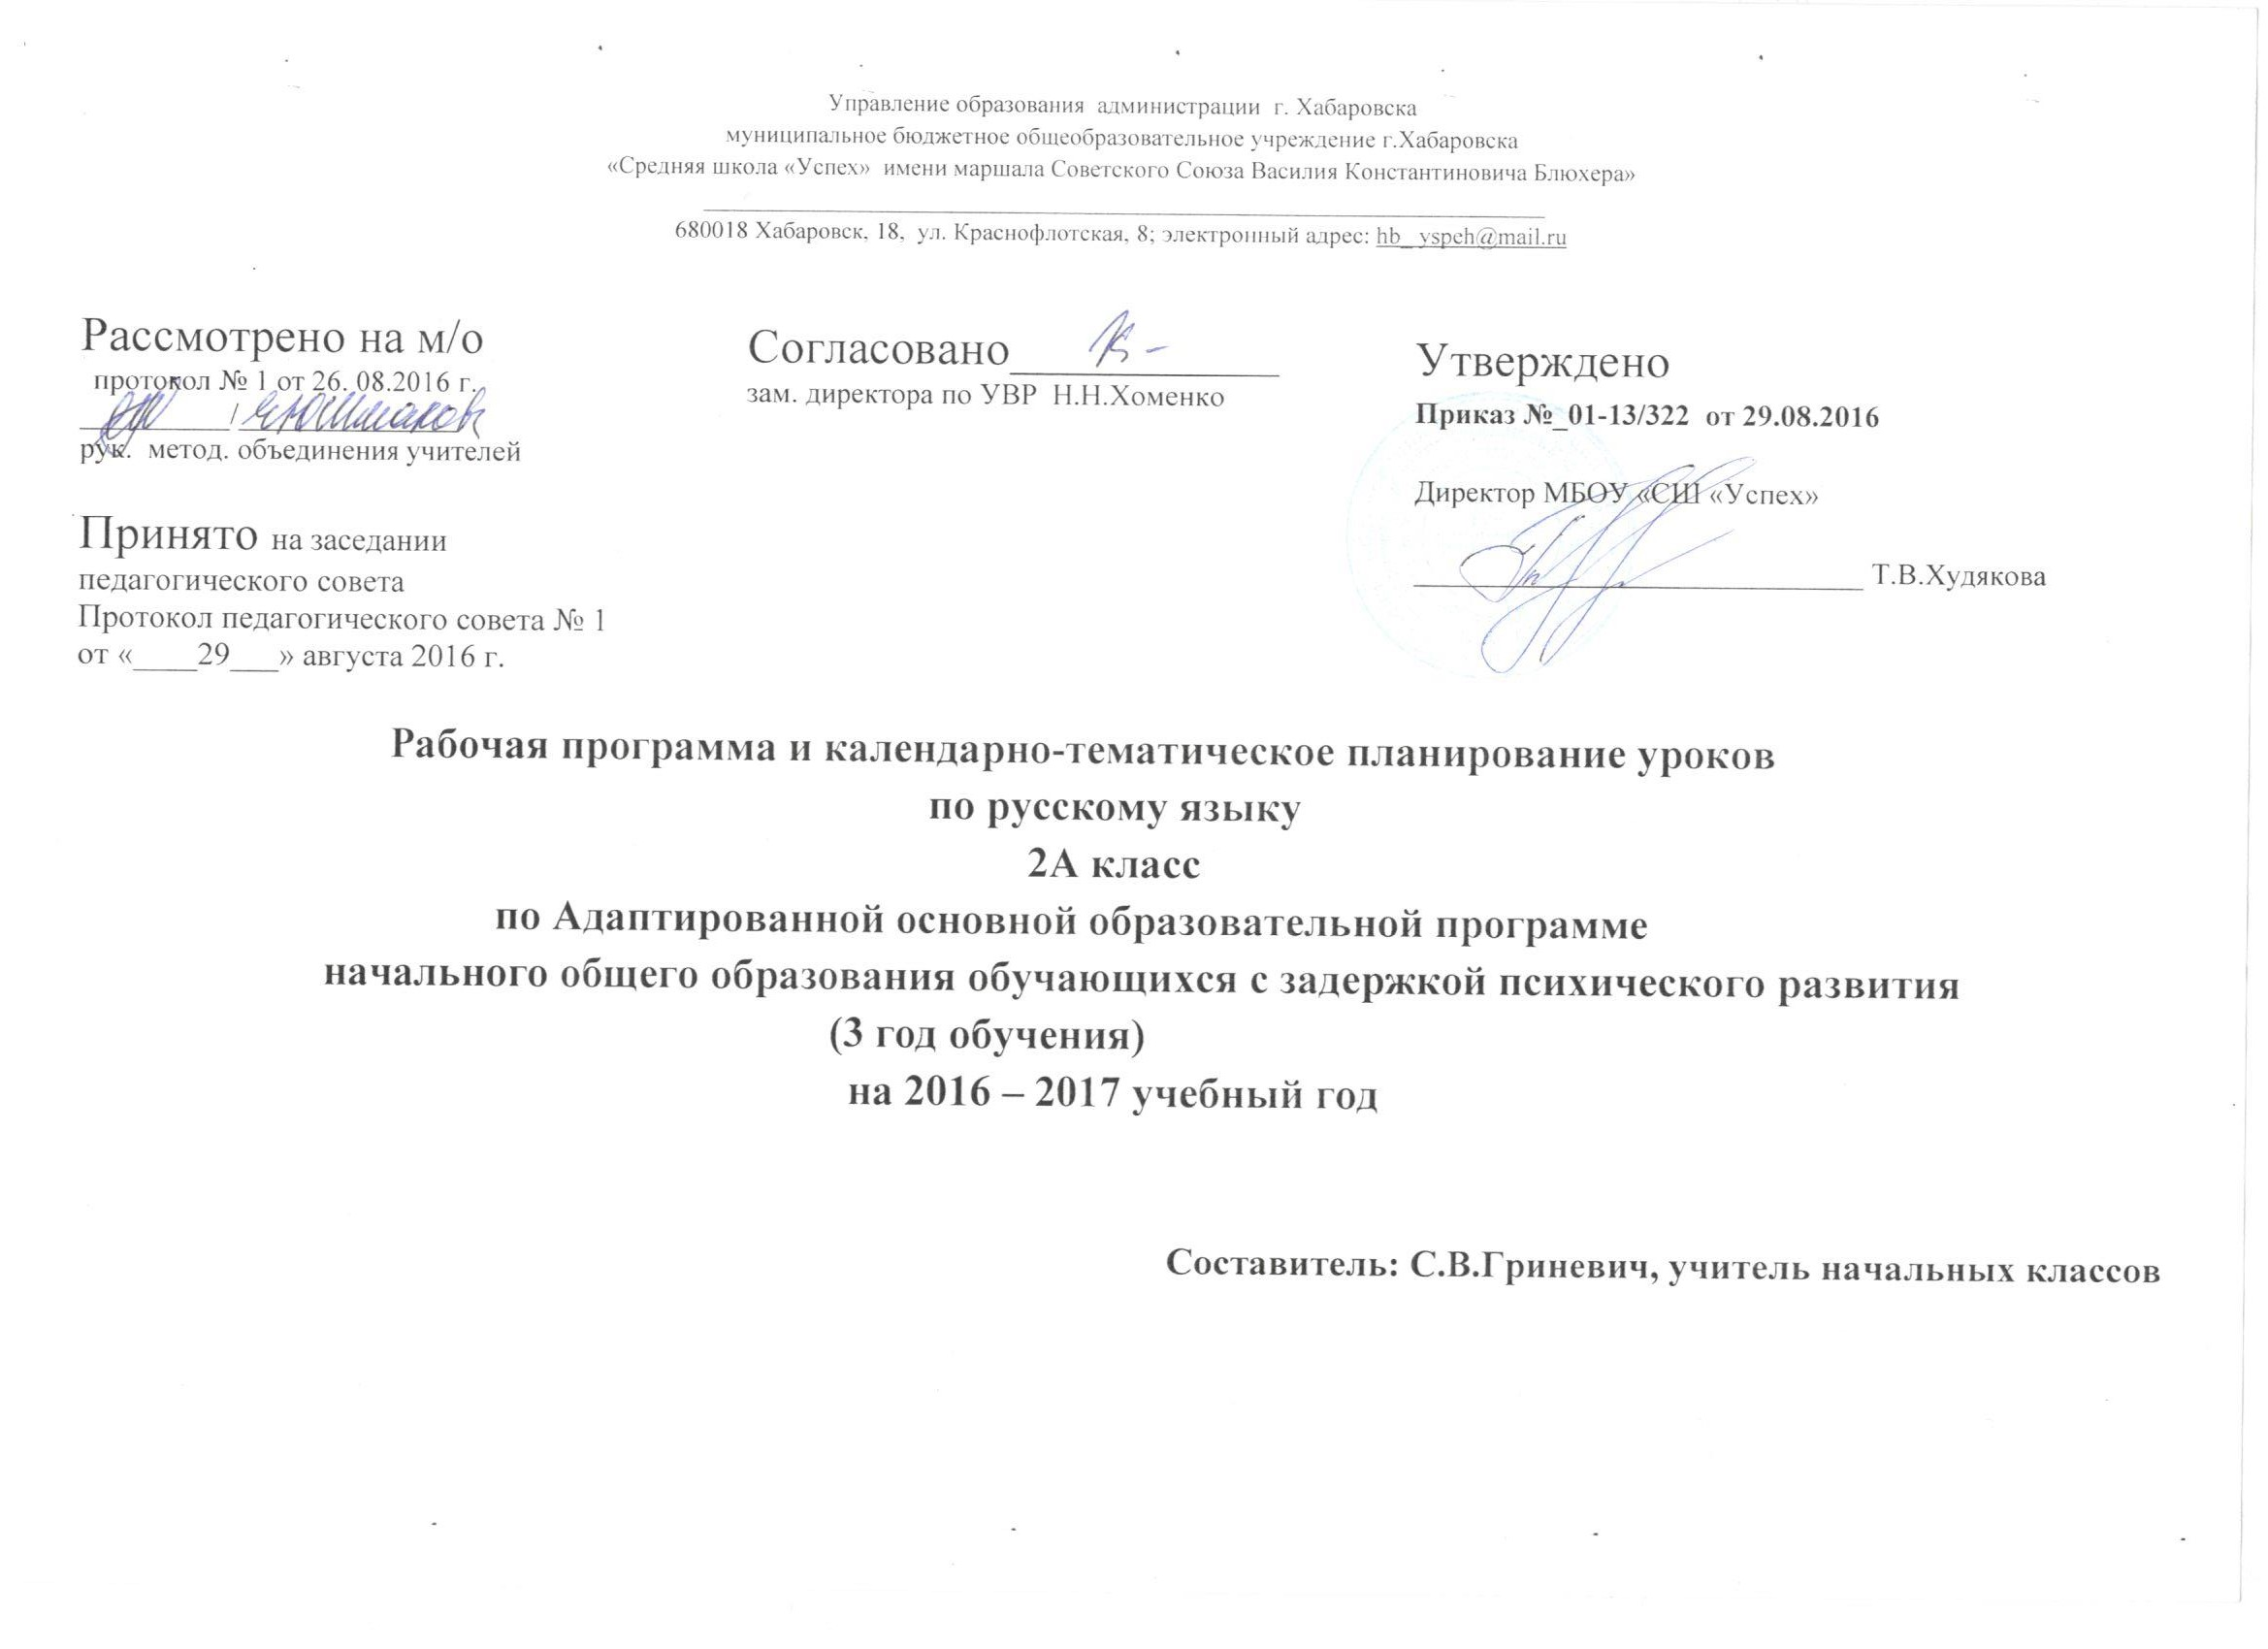 Управление образования администрации г. Хабаровска
муниципальное бюджетное общеобразовательное учреждение г.Хабаровска
«Средняя школа «Успех» имени маршала Советского Союза Василия Константиновича Блюхера»
680018 Хабаровск, 18, ул. Краснофлотская, 8; электронный адрес: hb_ yspeh@mail.ru
Рассмотрено на м/о
протокол № 1 от 26. 08.2016 г.
/
рук. метод. объединения учителей
Принято на заседании
педагогического совета
Протокол педагогического совета № 1
от «____29___» августа 2016 г.
Согласовано
зам. директора по УВР Н.Н.Хоменко
Утверждено
Приказ №_01-13/322 от 29.08.2016
Директор МБОУ «СШ «Успех»
Т.В.Худякова
Рабочая программа и календарно-тематическое планирование уроков
по русскому языку
2А класс
по Адаптированной основной образовательной программе
начального общего образования обучающихся с задержкой психического развития
(3 год обучения)
на 2016 – 2017 учебный год
Составитель: С.В.Гриневич, учитель начальных классов